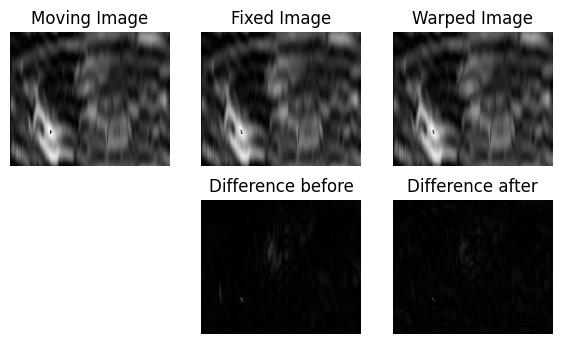 Moving Image
Fixed Image
Warped Image
Difference before
Difference after